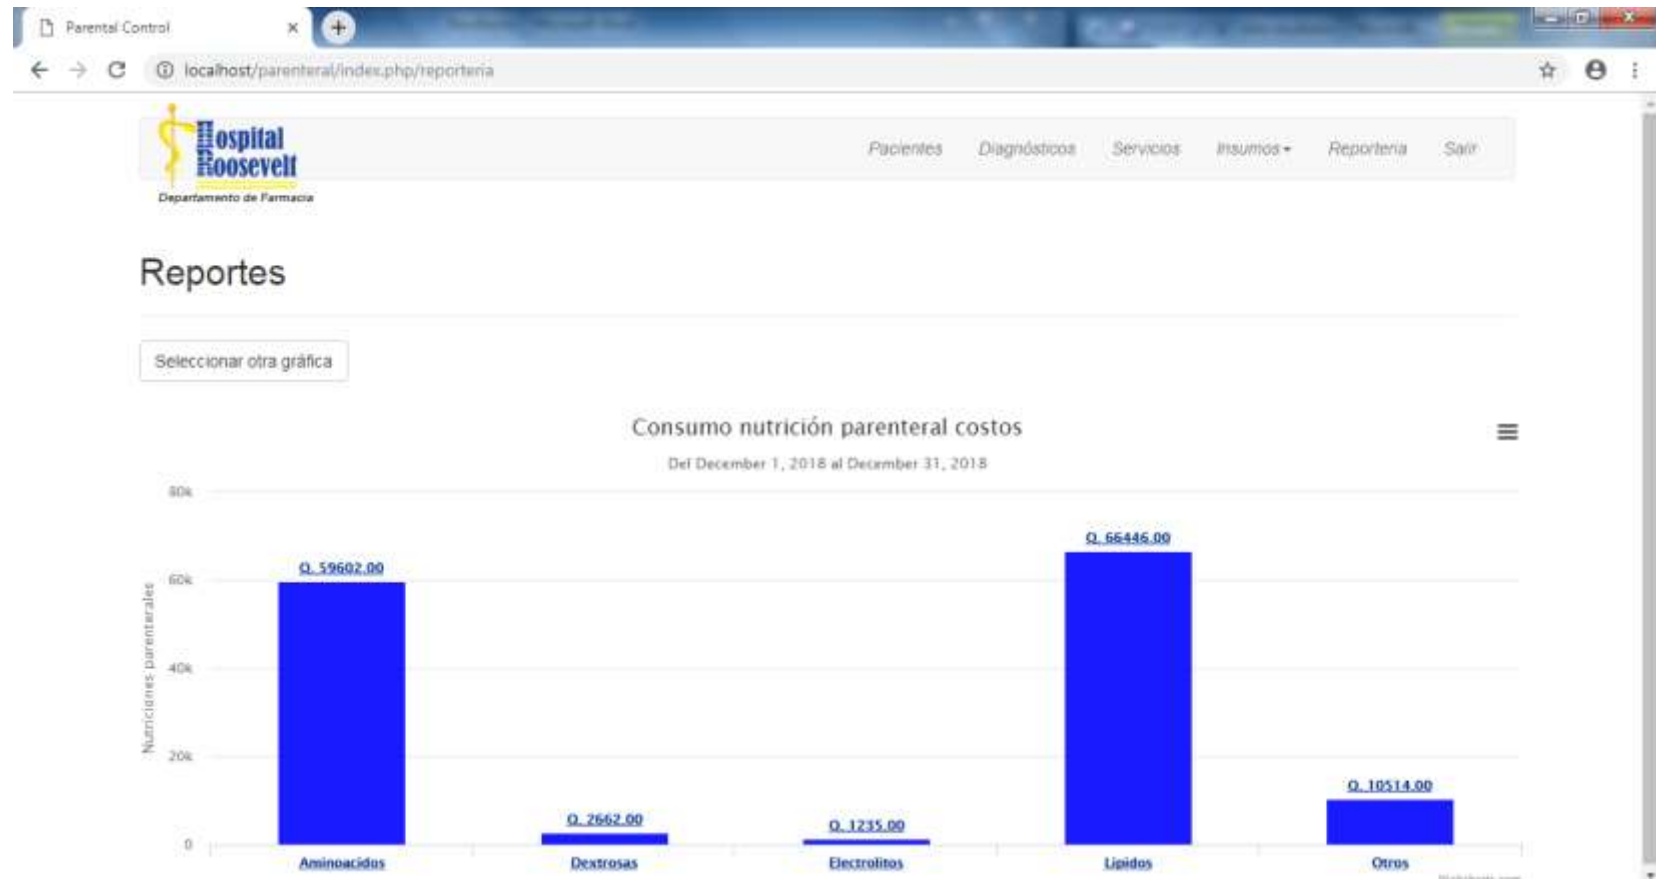 Parental Control
localhost/parenteral/index.php/reporteria
Hospital
Roosevelt
Departamento de Farmacia
Pacientes Diagnósticos Servicios Insumos Reporteria Salir
Reportes
Seleccionar otra gráfica
Consumo nutrición parenteral costos
Del December 1, 2018 al December 31, 2018
80k
Q. 66446.00
Q. 59602.00
60k
Nutriciones parenterales
40k
20k
Q. 10514.00
Q. 2662.00
Q. 1235.00
0
Aminoacidos Dextrosas Electrolitos Lipidos Otros